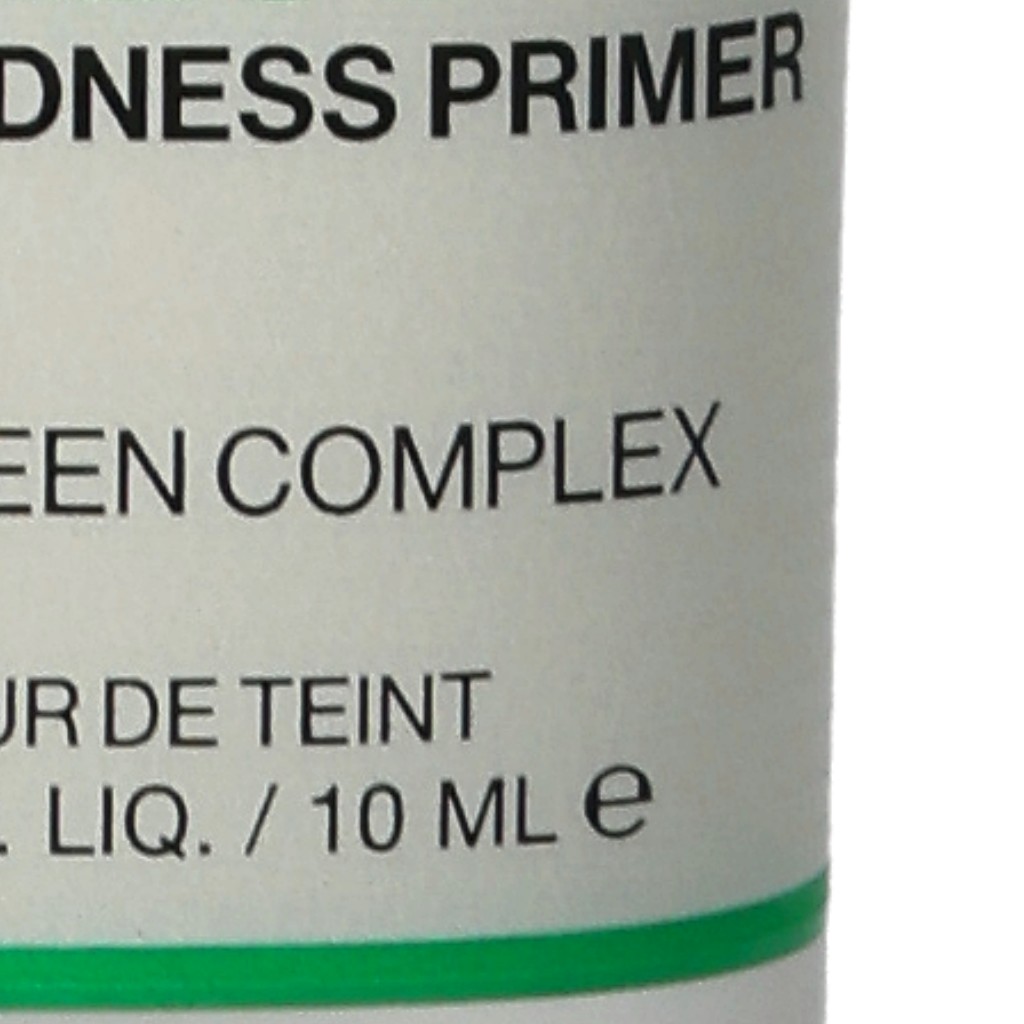 DNESS PRIMER
EEN COMPLEX
UR DE TEINT
. LIQ. / 10 ML e